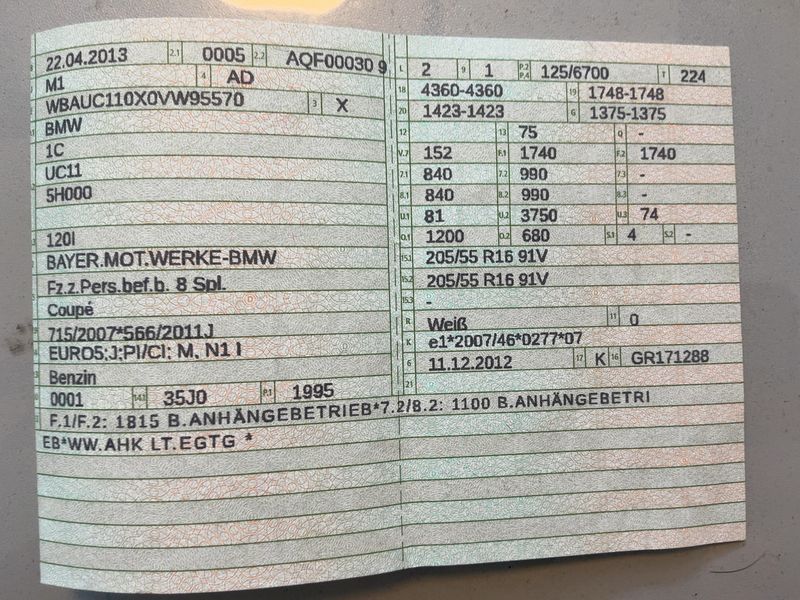 22.04.2013 2.1 0005 2.2 AQF00030 9
M1 4 AD
WBAUC110X0VW95570 3 X
BMW
1C
UC11
5H000
120I
BAYER.MOT.WERKE-BMW
Fz.z.Pers.bef.b. 8 Spl.
Coupé
715/2007*566/2011J
EURO5;J;PI/CI; M, N1 I
Benzin
0001 14.1 35J0 P.1 1995
L 2 9 1 P.2 P.4 125/6700 T 224
18 4360-4360 19 1748-1748
20 1423-1423 G 1375-1375
12 13 75 Q -
V.7 152 F.1 1740 F.2 1740
7.1 840 7.2 990 7.3 -
8.1 840 8.2 990 8.3 -
U.1 81 U.2 3750 U.3 74
O.1 1200 O.2 680 S.1 4 S.2 -
15.1 205/55 R16 91V
15.2 205/55 R16 91V
15.3 -
R Weiß 11 0
K e1*2007/46*0277*07
6 11.12.2012 17 K 16 GR171288
21
F.1/F.2: 1815 B.ANHÄNGEBETRIEB*7.2/8.2: 1100 B.ANHÄNGEBETRI
EB*WW.AHK LT.EGTG *